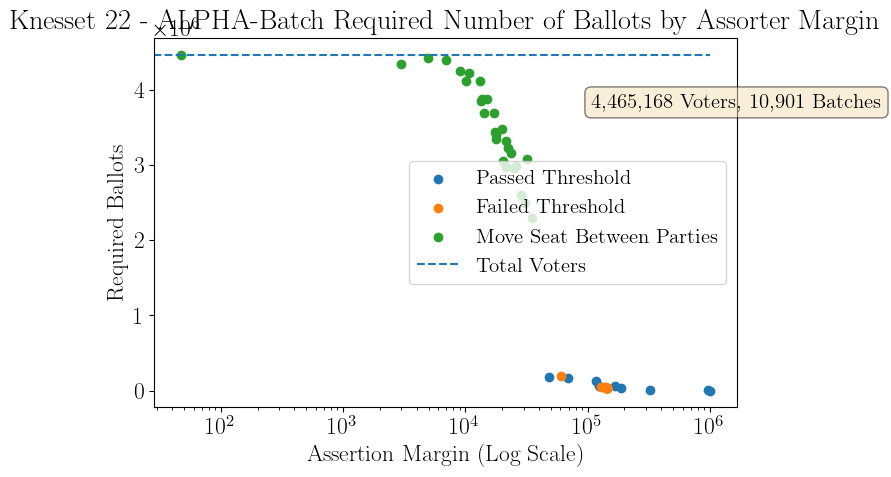 Knesset 22 - ALPHA-Batch Required Number of Ballots by Assorter Margin
×10⁶
4
3
2
1
0
Required Ballots
4,465,168 Voters, 10,901 Batches
Passed Threshold
Failed Threshold
Move Seat Between Parties
Total Voters
10² 10³ 10⁴ 10⁵ 10⁶
Assertion Margin (Log Scale)